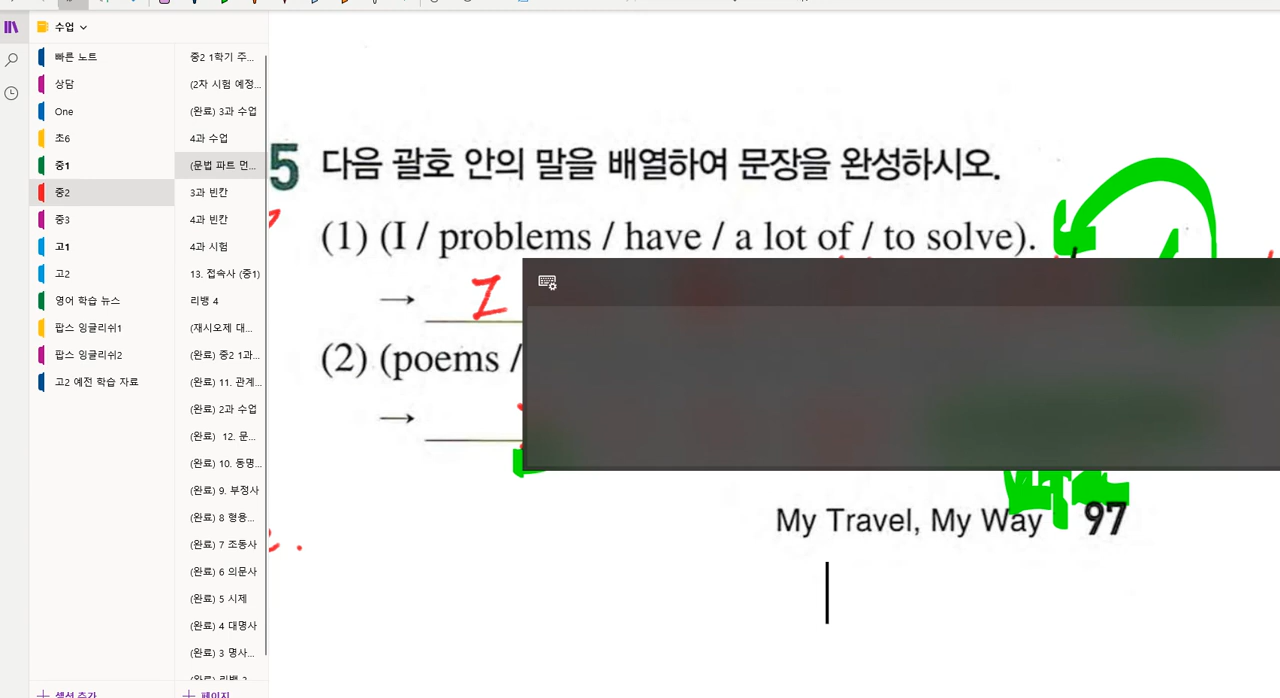 수업
빠른 노트
상담
One
초6
중1
중2
중3
고1
고2
영어 학습 뉴스
팝스 잉글리쉬1
팝스 잉글리쉬2
고2 예전 학습 자료
섹션 추가
중2 1학기 주...
(2차 시험 예정...
(완료) 3과 수업
4과 수업
(문법 파트 먼...
3과 빈칸
4과 빈칸
4과 시험
13. 접속사 (중1)
리뱅 4
(재시오제 대...
(완료) 중2 1과...
(완료) 11. 관계...
(완료) 2과 수업
(완료)  12. 문...
(완료) 10. 동명...
(완료) 9. 부정사
(완료) 8 형용...
(완료) 7 조동사
(완료) 6 의문사
(완료) 5 시제
(완료) 4 대명사
(완료) 3 명사...
페이지
5 다음 괄호 안의 말을 배열하여 문장을 완성하시오.
(1) (I / problems / have / a lot of / to solve).
→ I
(2) (poems /
→
My Travel, My Way 97